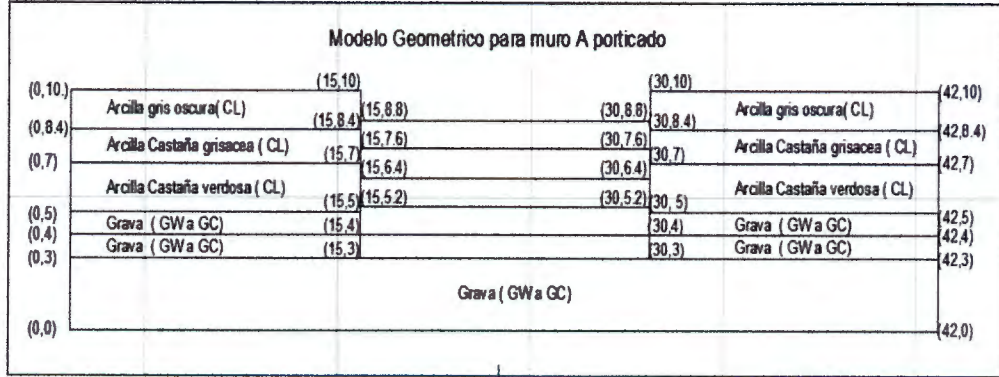 Modelo Geometrico para muro A porticado
(15,10) (30,10)
(0,10.) (42,10)
Arcilla gris oscura( CL) (15,8.8) (30,8.8) Arcilla gris oscura( CL)
(0,8.4) (15,8.4) (30,8.4) (42,8.4)
Arcilla Castaña grisacea ( CL) (15,7.6) (30,7.6) Arcilla Castaña grisacea ( CL)
(0,7) (15,7) (30,7) (42,7)
(15,6.4) (30,6.4)
Arcilla Castaña verdosa ( CL) Arcilla Castaña verdosa ( CL)
(0,5) (15,5) (15,5.2) (30,5.2) (30, 5) (42,5)
Grava ( GW a GC) (15,4) (30,4) Grava ( GW a GC)
(0,4) (42,4)
Grava ( GW a GC) (15,3) (30,3) Grava ( GW a GC)
(0,3) (42,3)
Grava ( GW a GC)
(0,0) (42,0)